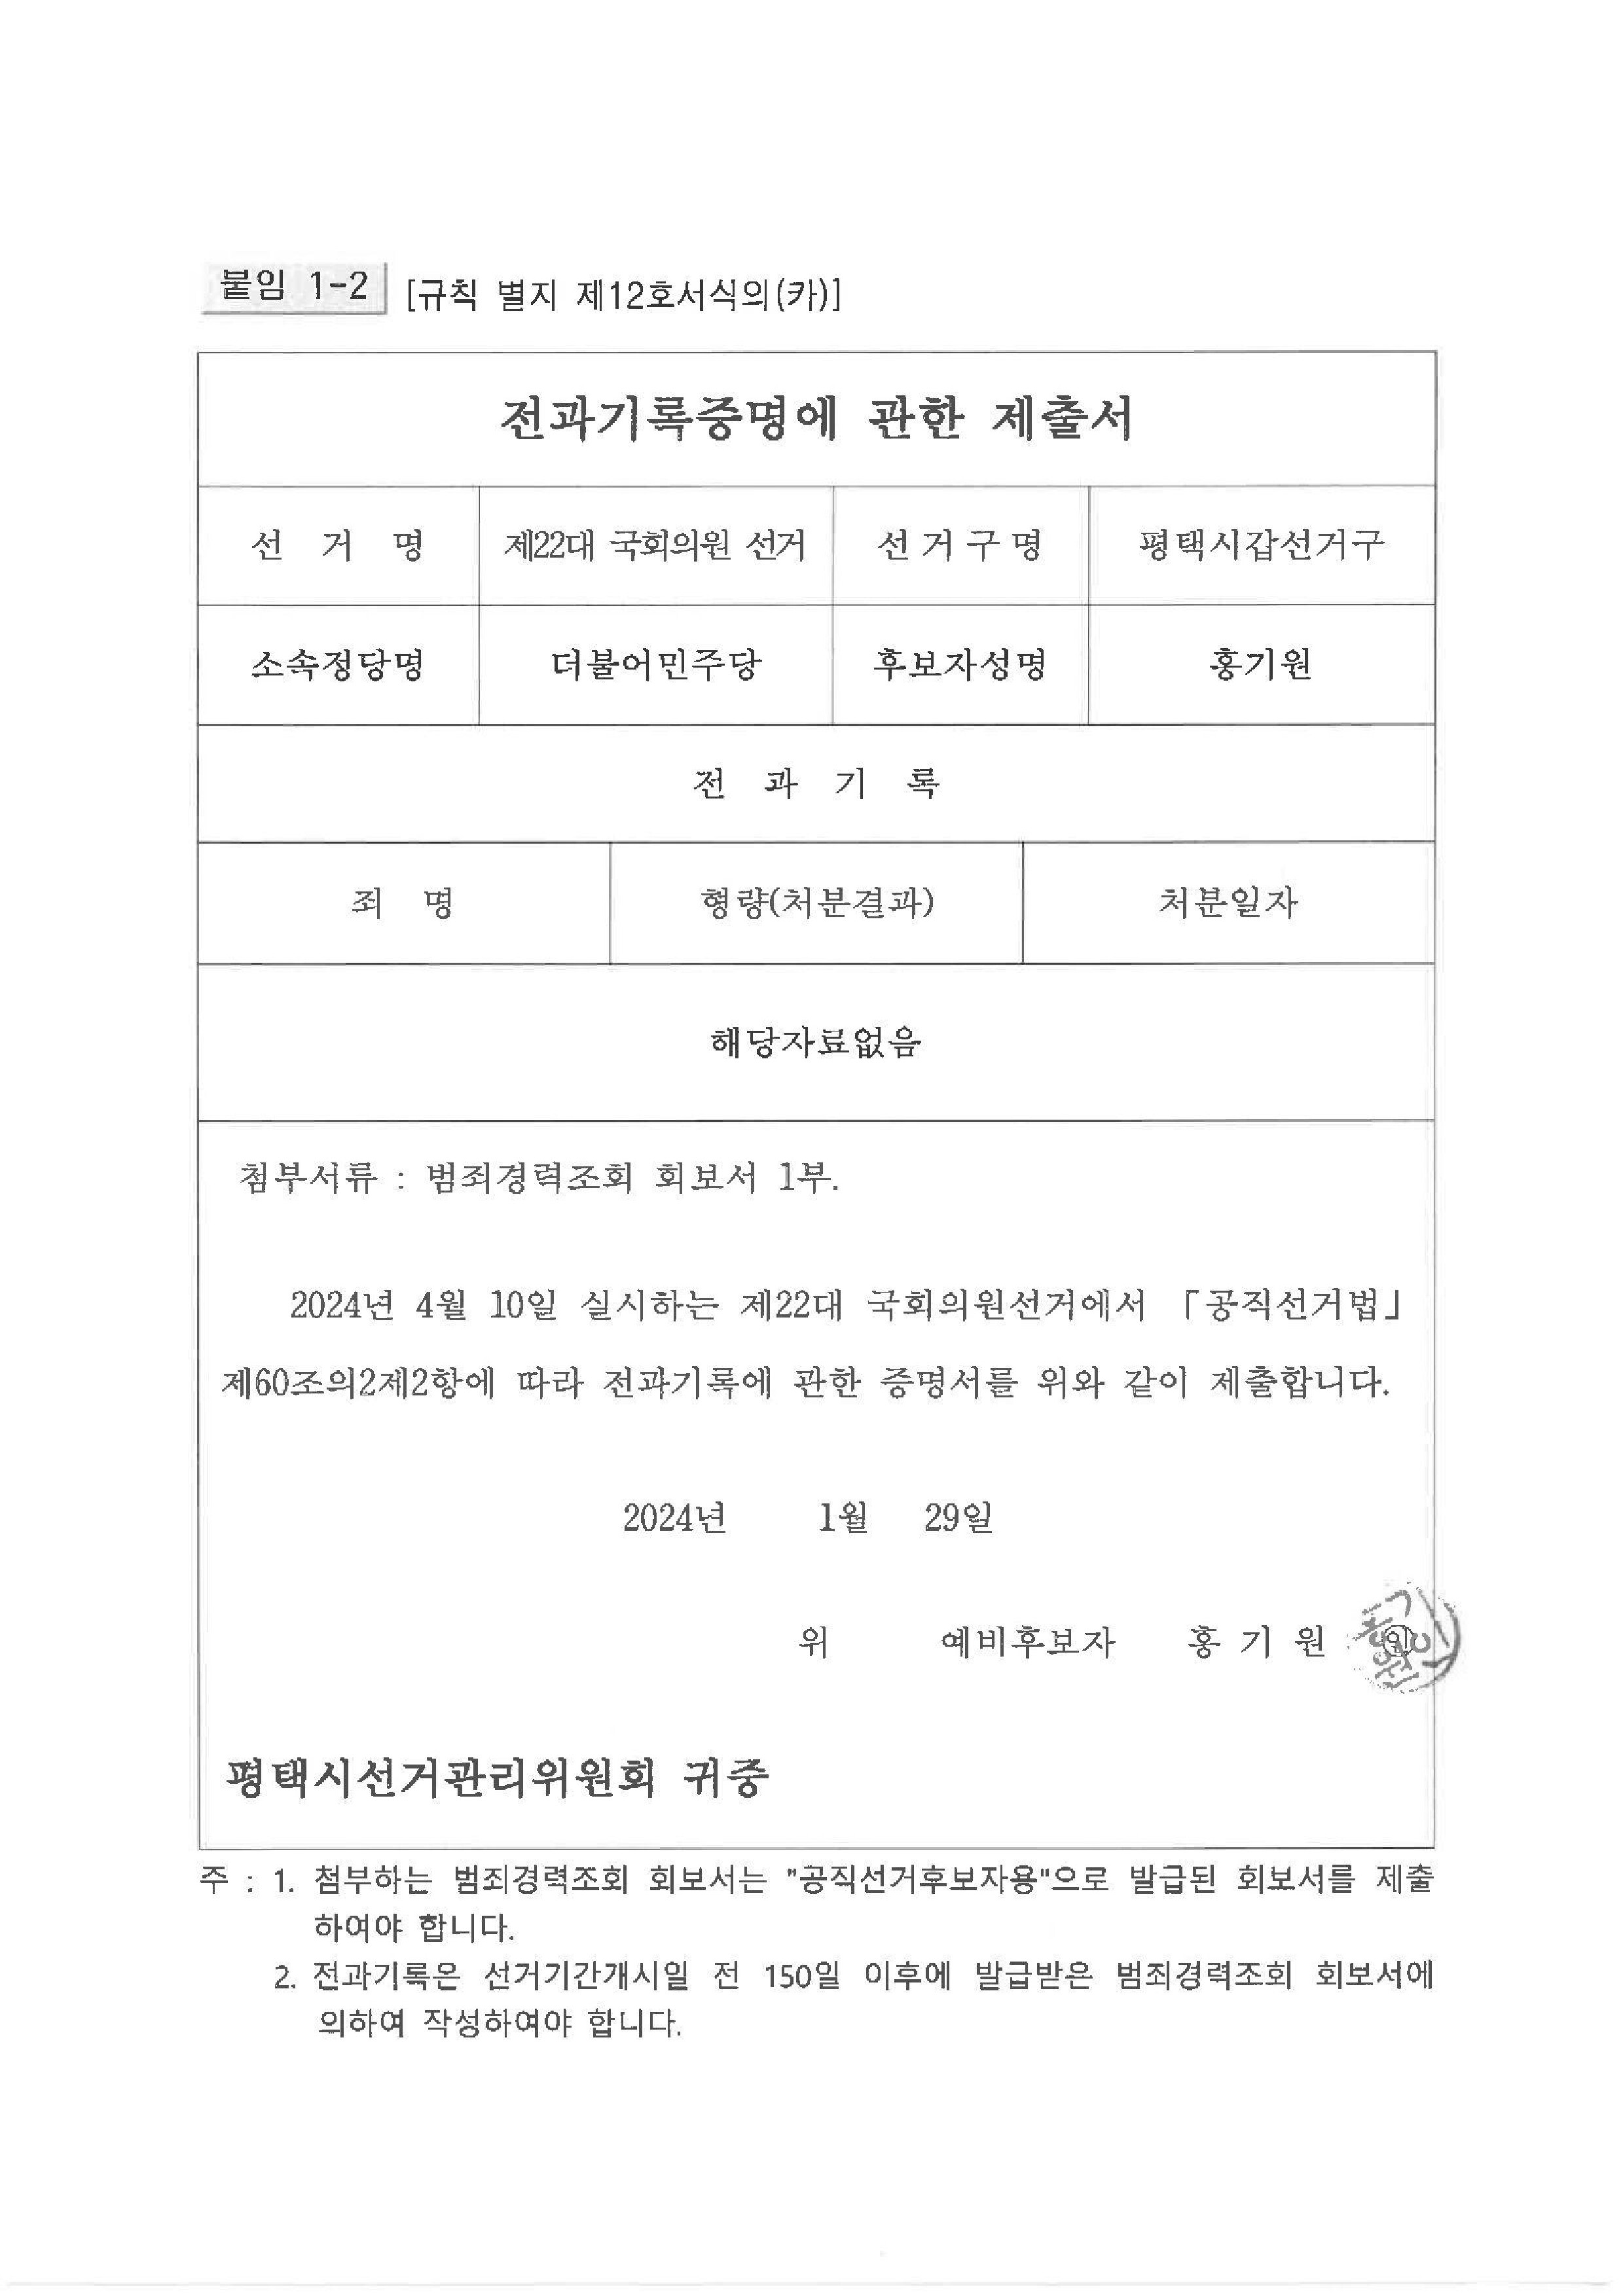 붙임 1-2 [규칙 별지 제12호서식의(카)]
전과기록증명에 관한 제출서
선 거 명 제22대 국회의원 선거 선거구명 평택시갑선거구
소속정당명 더불어민주당 후보자성명 홍기원
전 과 기 록
죄 명 형량(처분결과) 처분일자
해당자료없음
첨부서류 : 범죄경력조회 회보서 1부.
2024년 4월 10일 실시하는 제22대 국회의원선거에서 「공직선거법」
제60조의2제2항에 따라 전과기록에 관한 증명서를 위와 같이 제출합니다.
2024년 1월 29일
위 예비후보자 홍 기 원 ㊞
평택시선거관리위원회 귀중
주 : 1. 첨부하는 범죄경력조회 회보서는 "공직선거후보자용"으로 발급된 회보서를 제출
하여야 합니다.
2. 전과기록은 선거기간개시일 전 150일 이후에 발급받은 범죄경력조회 회보서에
의하여 작성하여야 합니다.